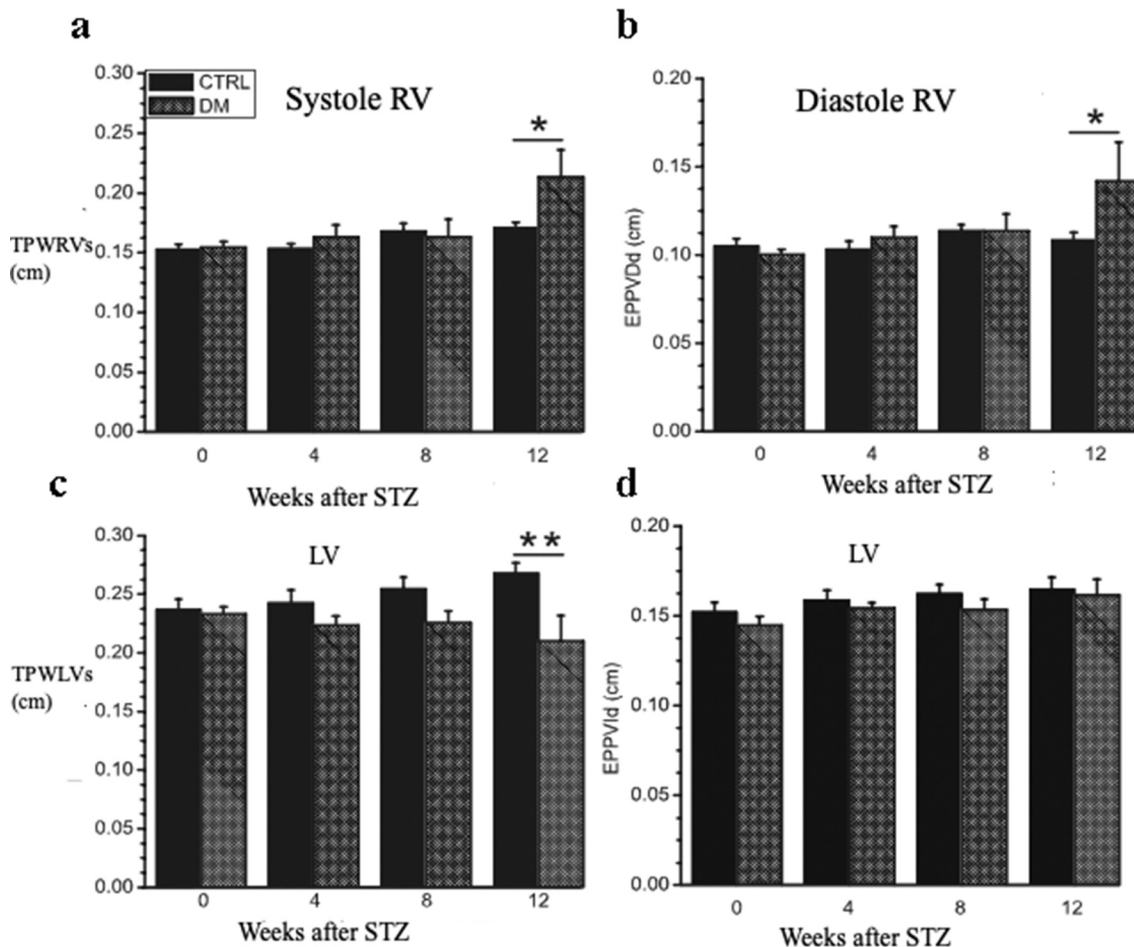 a
0.30
0.25
0.20
0.15
0.10
0.05
0.00
CTRL
DM
Systole RV
*
TPWRVs
(cm)
0 4 8 12
Weeks after STZ
b
0.20
0.15
0.10
0.05
0.00
Diastole RV
*
EPPVDd (cm)
0 4 8 12
Weeks after STZ
c
0.30
0.25
0.20
0.15
0.10
0.05
0.00
LV
**
TPWLVs
(cm)
0 4 8 12
Weeks after STZ
d
0.20
0.15
0.10
0.05
0.00
LV
EPPVId (cm)
0 4 8 12
Weeks after STZ